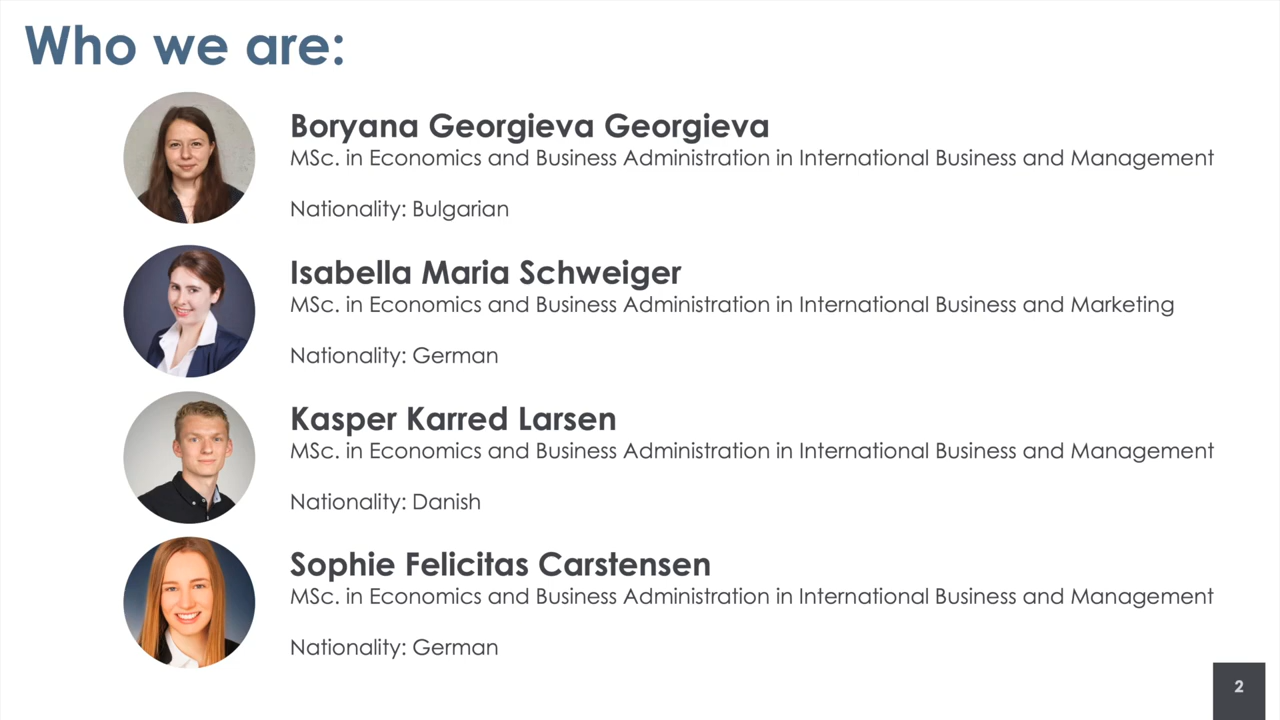 Who we are:
Boryana Georgieva Georgieva
MSc. in Economics and Business Administration in International Business and Management
Nationality: Bulgarian
Isabella Maria Schweiger
MSc. in Economics and Business Administration in International Business and Marketing
Nationality: German
Kasper Karred Larsen
MSc. in Economics and Business Administration in International Business and Management
Nationality: Danish
Sophie Felicitas Carstensen
MSc. in Economics and Business Administration in International Business and Management
Nationality: German
2